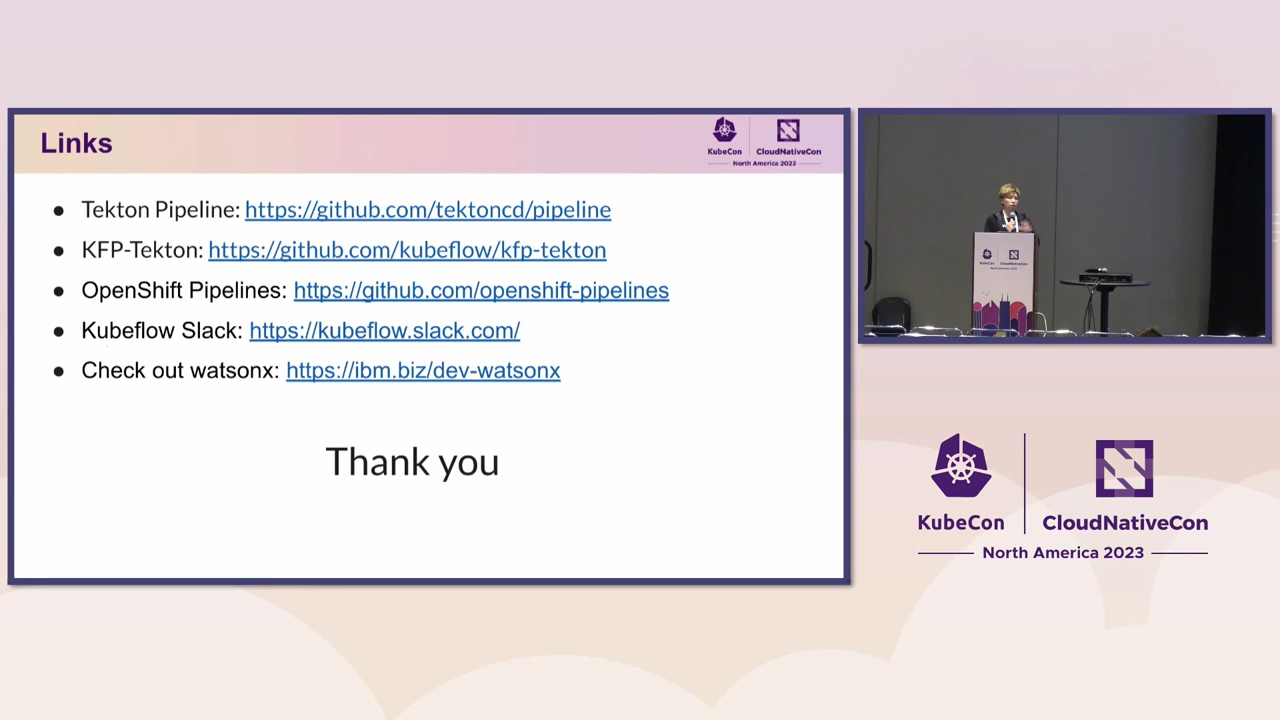 Links
KubeCon
CloudNativeCon
North America 2023
● Tekton Pipeline: https://github.com/tektoncd/pipeline
● KFP-Tekton: https://github.com/kubeflow/kfp-tekton
● OpenShift Pipelines: https://github.com/openshift-pipelines
● Kubeflow Slack: https://kubeflow.slack.com/
● Check out watsonx: https://ibm.biz/dev-watsonx
Thank you
KubeCon
CloudNativeCon
KubeCon
CloudNativeCon
North America 2023